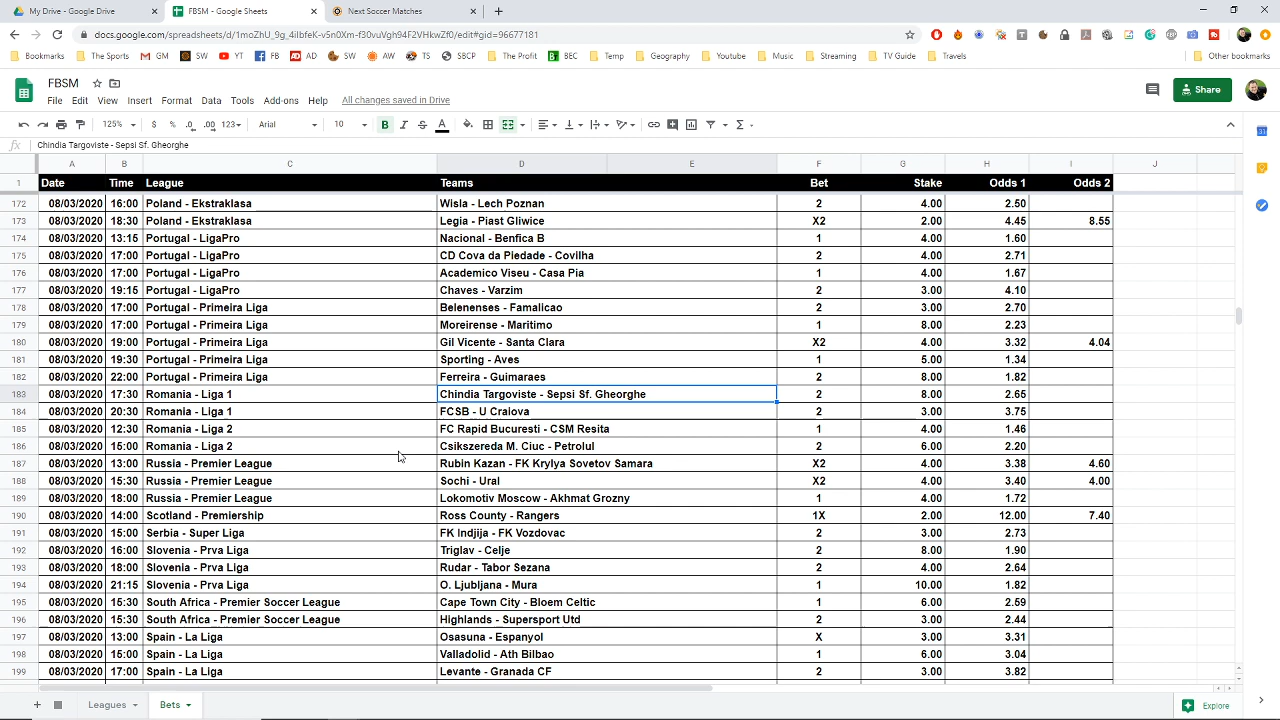 My Drive - Google Drive
FBSM - Google Sheets
Next Soccer Matches
docs.google.com/spreadsheets/d/1moZhU_9g_4iIbfeK-v5n0Xm-f30vuVgh94F2VHkwZf0/edit#gid=96677181
Bookmarks The Sports GM SW YT FB AD SW AW TS SBCP The Profit BEC Temp Geography Youtube Music Streaming TV Guide Travels Other bookmarks
FBSM
File Edit View Insert Format Data Tools Add-ons Help All changes saved in Drive
Share
125% $ % .0 .00 123 Arial 10 B I S A
fx Chindia Targoviste - Sepsi Sf. Gheorghe
A B C D E F G H I J
1 Date Time League Teams Bet Stake Odds 1 Odds 2
172 08/03/2020 16:00 Poland - Ekstraklasa Wisla - Lech Poznan 2 4.00 2.50
173 08/03/2020 18:30 Poland - Ekstraklasa Legia - Piast Gliwice X2 2.00 4.45 8.55
174 08/03/2020 13:15 Portugal - LigaPro Nacional - Benfica B 1 4.00 1.60
175 08/03/2020 17:00 Portugal - LigaPro CD Cova da Piedade - Covilha 2 4.00 2.71
176 08/03/2020 17:00 Portugal - LigaPro Academico Viseu - Casa Pia 1 4.00 1.67
177 08/03/2020 19:15 Portugal - LigaPro Chaves - Varzim 2 3.00 4.10
178 08/03/2020 17:00 Portugal - Primeira Liga Belenenses - Famalicao 2 3.00 2.70
179 08/03/2020 17:00 Portugal - Primeira Liga Moreirense - Maritimo 1 8.00 2.23
180 08/03/2020 19:00 Portugal - Primeira Liga Gil Vicente - Santa Clara X2 4.00 3.32 4.04
181 08/03/2020 19:30 Portugal - Primeira Liga Sporting - Aves 1 5.00 1.34
182 08/03/2020 22:00 Portugal - Primeira Liga Ferreira - Guimaraes 2 8.00 1.82
183 08/03/2020 17:30 Romania - Liga 1 Chindia Targoviste - Sepsi Sf. Gheorghe 2 8.00 2.65
184 08/03/2020 20:30 Romania - Liga 1 FCSB - U Craiova 2 3.00 3.75
185 08/03/2020 12:30 Romania - Liga 2 FC Rapid Bucuresti - CSM Resita 1 4.00 1.46
186 08/03/2020 15:00 Romania - Liga 2 Csikszereda M. Ciuc - Petrolul 2 6.00 2.20
187 08/03/2020 13:00 Russia - Premier League Rubin Kazan - FK Krylya Sovetov Samara X2 4.00 3.38 4.60
188 08/03/2020 15:30 Russia - Premier League Sochi - Ural X2 4.00 3.40 4.00
189 08/03/2020 18:00 Russia - Premier League Lokomotiv Moscow - Akhmat Grozny 1 4.00 1.72
190 08/03/2020 14:00 Scotland - Premiership Ross County - Rangers 1X 2.00 12.00 7.40
191 08/03/2020 15:00 Serbia - Super Liga FK Indjija - FK Vozdovac 2 3.00 2.73
192 08/03/2020 16:00 Slovenia - Prva Liga Triglav - Celje 2 8.00 1.90
193 08/03/2020 18:00 Slovenia - Prva Liga Rudar - Tabor Sezana 2 4.00 2.64
194 08/03/2020 21:15 Slovenia - Prva Liga O. Ljubljana - Mura 1 10.00 1.82
195 08/03/2020 15:30 South Africa - Premier Soccer League Cape Town City - Bloem Celtic 1 6.00 2.59
196 08/03/2020 15:30 South Africa - Premier Soccer League Highlands - Supersport Utd 2 3.00 2.44
197 08/03/2020 13:00 Spain - La Liga Osasuna - Espanyol X 3.00 3.31
198 08/03/2020 15:00 Spain - La Liga Valladolid - Ath Bilbao 1 6.00 3.04
199 08/03/2020 17:00 Spain - La Liga Levante - Granada CF 2 3.00 3.82
Leagues Bets Explore